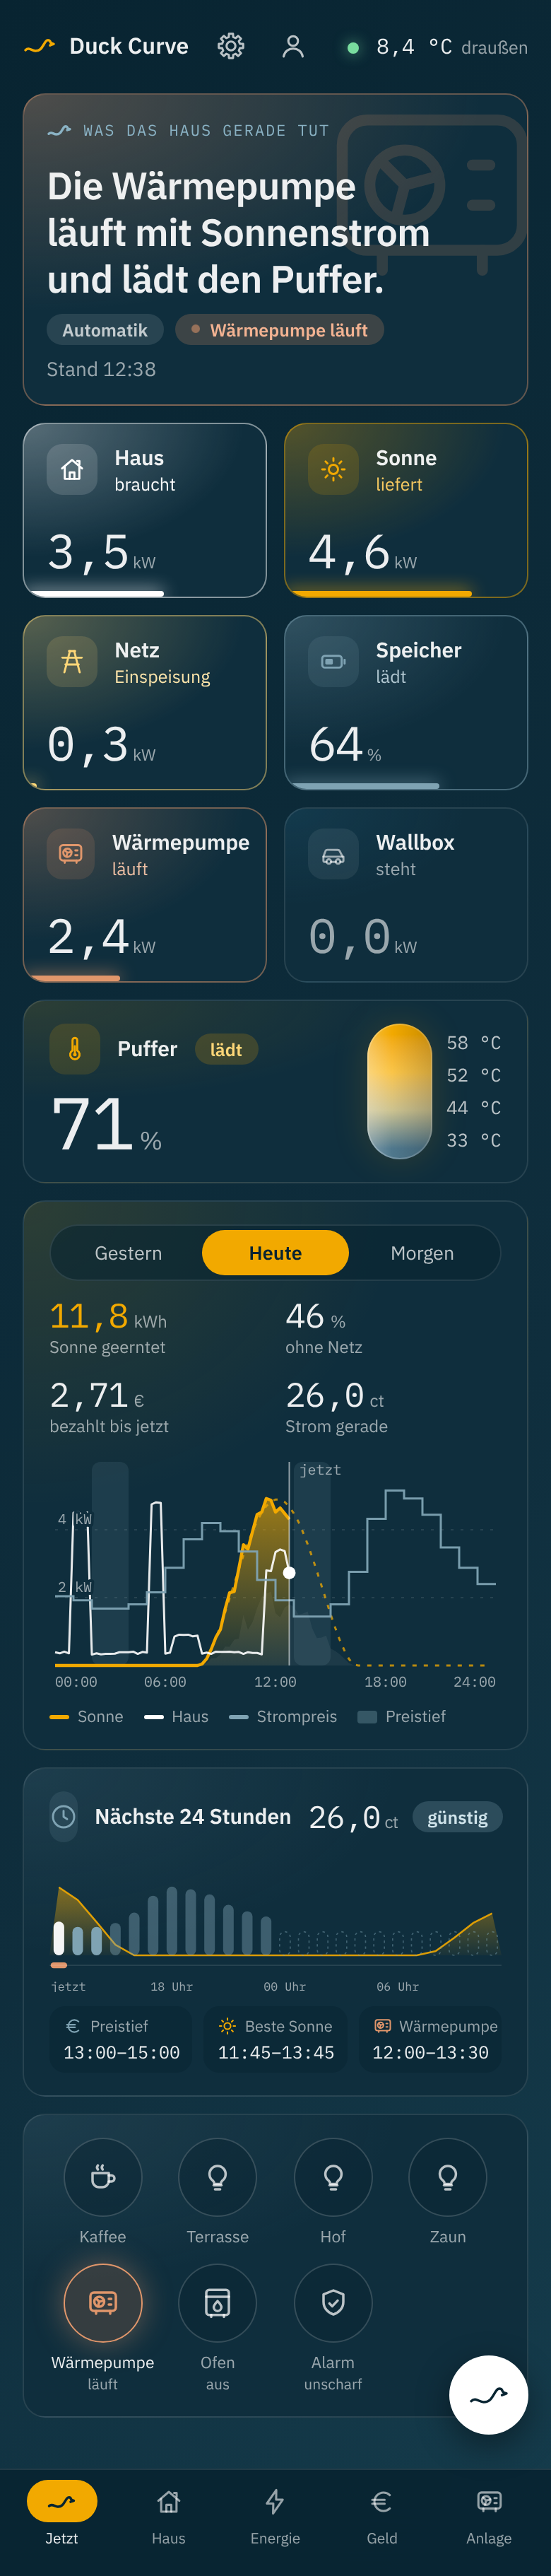 Duck Curve
8,4 °C draußen
WAS DAS HAUS GERADE TUT
Die Wärmepumpe
läuft mit Sonnenstrom
und lädt den Puffer.
Automatik
Wärmepumpe läuft
Stand 12:38
Haus
braucht
3,5 kW
Sonne
liefert
4,6 kW
Netz
Einspeisung
0,3 kW
Speicher
lädt
64 %
Wärmepumpe
läuft
2,4 kW
Wallbox
steht
0,0 kW
Puffer
lädt
71 %
58 °C
52 °C
44 °C
33 °C
Gestern
Heute
Morgen
11,8 kWh
Sonne geerntet
46 %
ohne Netz
2,71 €
bezahlt bis jetzt
26,0 ct
Strom gerade
jetzt
4 kW
2 kW
00:00 06:00 12:00 18:00 24:00
Sonne Haus Strompreis Preistief
Nächste 24 Stunden 26,0 ct günstig
jetzt 18 Uhr 00 Uhr 06 Uhr
Preistief
13:00–15:00
Beste Sonne
11:45–13:45
Wärmepumpe
12:00–13:30
Kaffee
Terrasse
Hof
Zaun
Wärmepumpe
läuft
Ofen
aus
Alarm
unscharf
Jetzt
Haus
Energie
Geld
Anlage